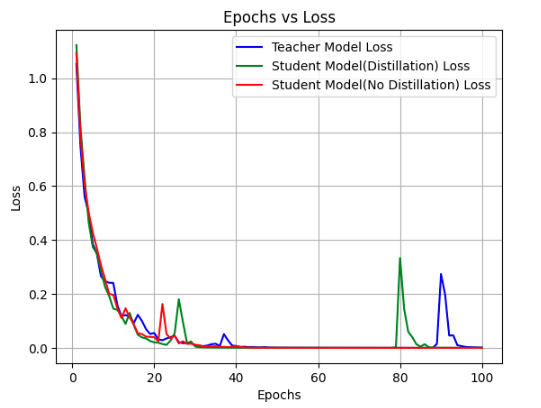 Epochs vs Loss
Teacher Model Loss
Student Model(Distillation) Loss
Student Model(No Distillation) Loss
1.0
0.8
0.6
0.4
0.2
0.0
Loss
0 20 40 60 80 100
Epochs